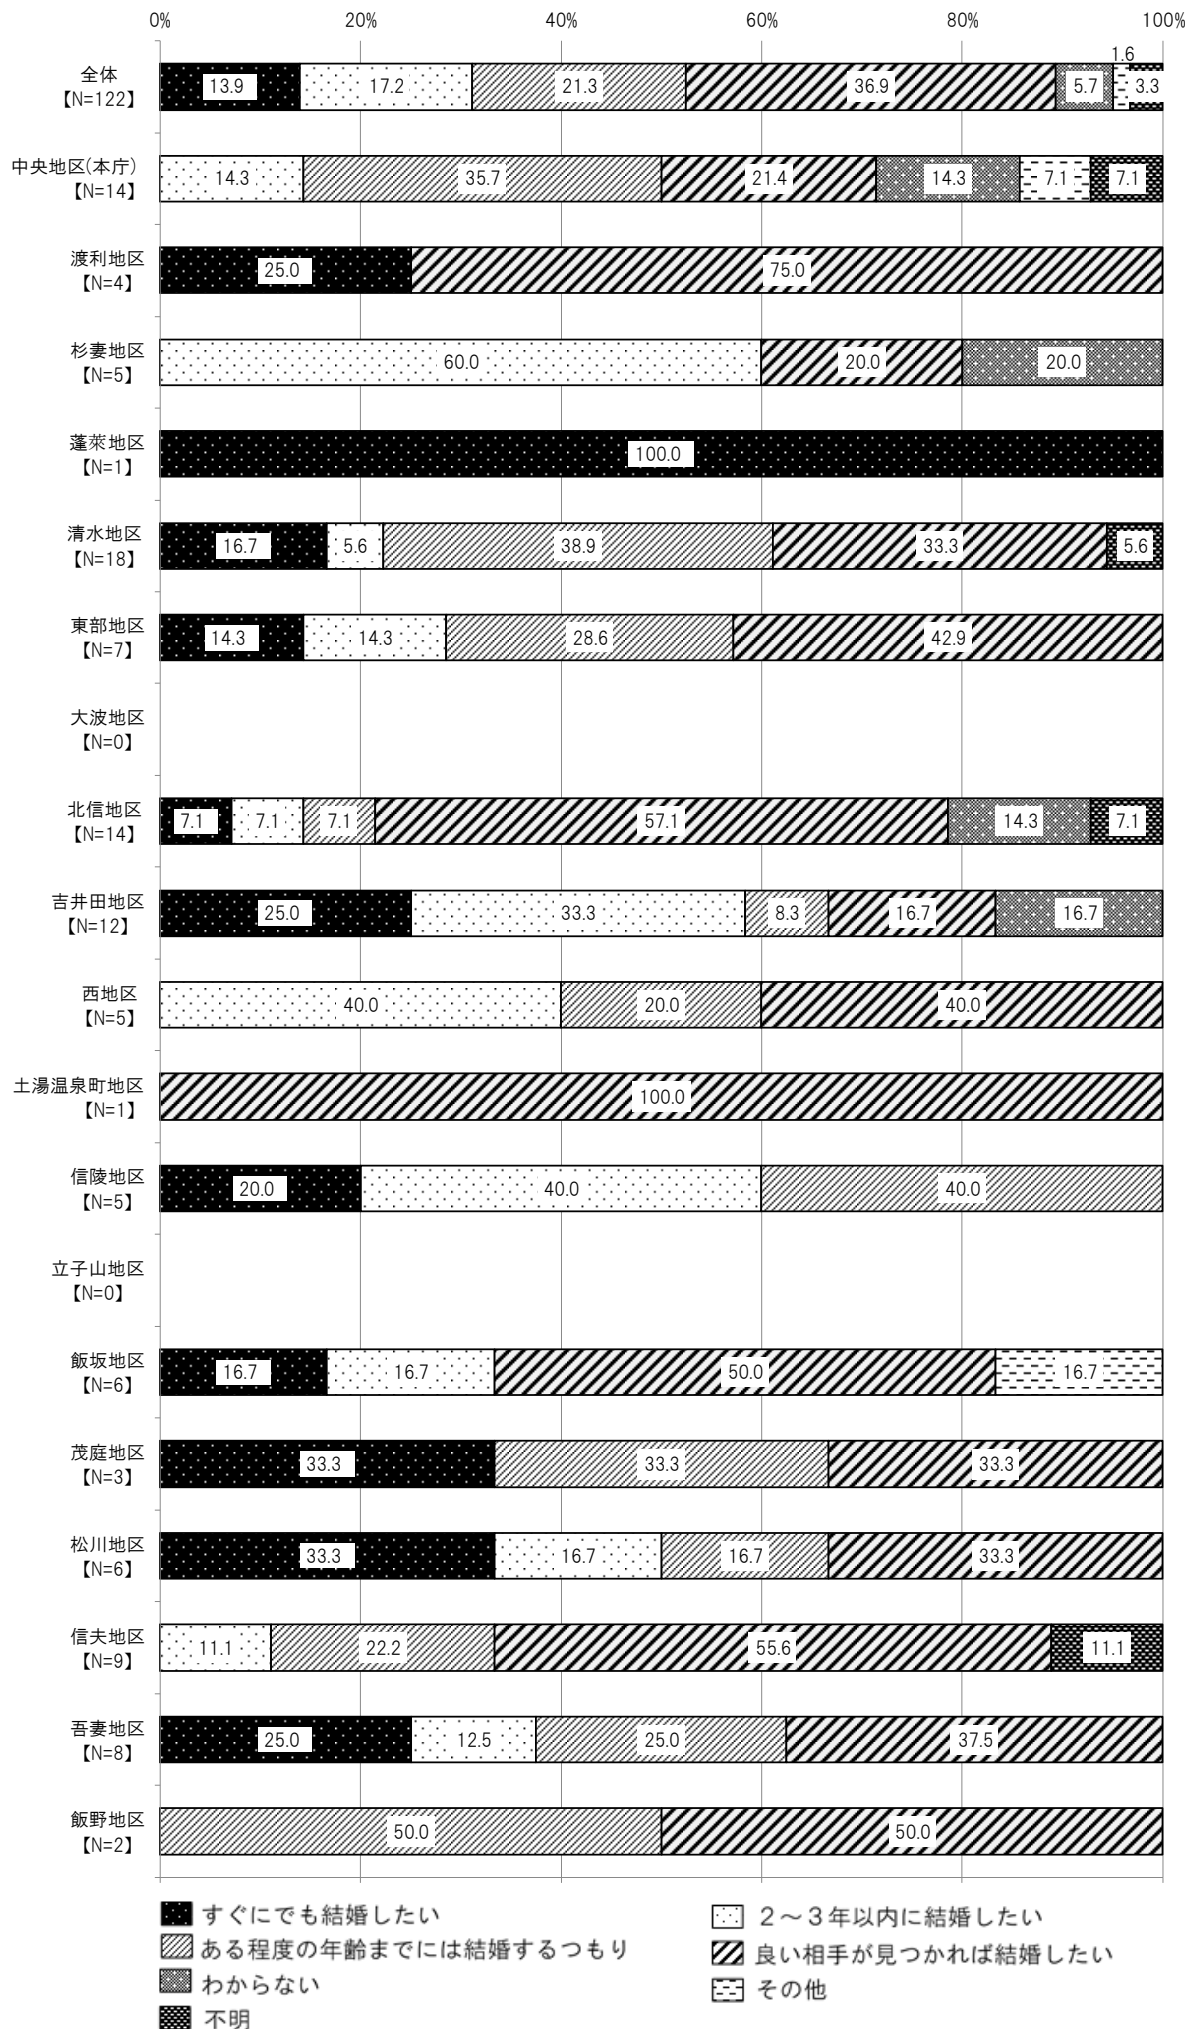 0% 20% 40% 60% 80% 100%
全体
【N=122】
13.9 17.2 21.3 36.9 5.7 1.6 3.3
中央地区(本庁)
【N=14】
14.3 35.7 21.4 14.3 7.1 7.1
渡利地区
【N=4】
25.0 75.0
杉妻地区
【N=5】
60.0 20.0 20.0
蓬萊地区
【N=1】
100.0
清水地区
【N=18】
16.7 5.6 38.9 33.3 5.6
東部地区
【N=7】
14.3 14.3 28.6 42.9
大波地区
【N=0】
北信地区
【N=14】
7.1 7.1 7.1 57.1 14.3 7.1
吉井田地区
【N=12】
25.0 33.3 8.3 16.7 16.7
西地区
【N=5】
40.0 20.0 40.0
土湯温泉町地区
【N=1】
100.0
信陵地区
【N=5】
20.0 40.0 40.0
立子山地区
【N=0】
飯坂地区
【N=6】
16.7 16.7 50.0 16.7
茂庭地区
【N=3】
33.3 33.3 33.3
松川地区
【N=6】
33.3 16.7 16.7 33.3
信夫地区
【N=9】
11.1 22.2 55.6 11.1
吾妻地区
【N=8】
25.0 12.5 25.0 37.5
飯野地区
【N=2】
50.0 50.0
すぐにでも結婚したい ２～３年以内に結婚したい
ある程度の年齢までには結婚するつもり 良い相手が見つかれば結婚したい
わからない その他
不明